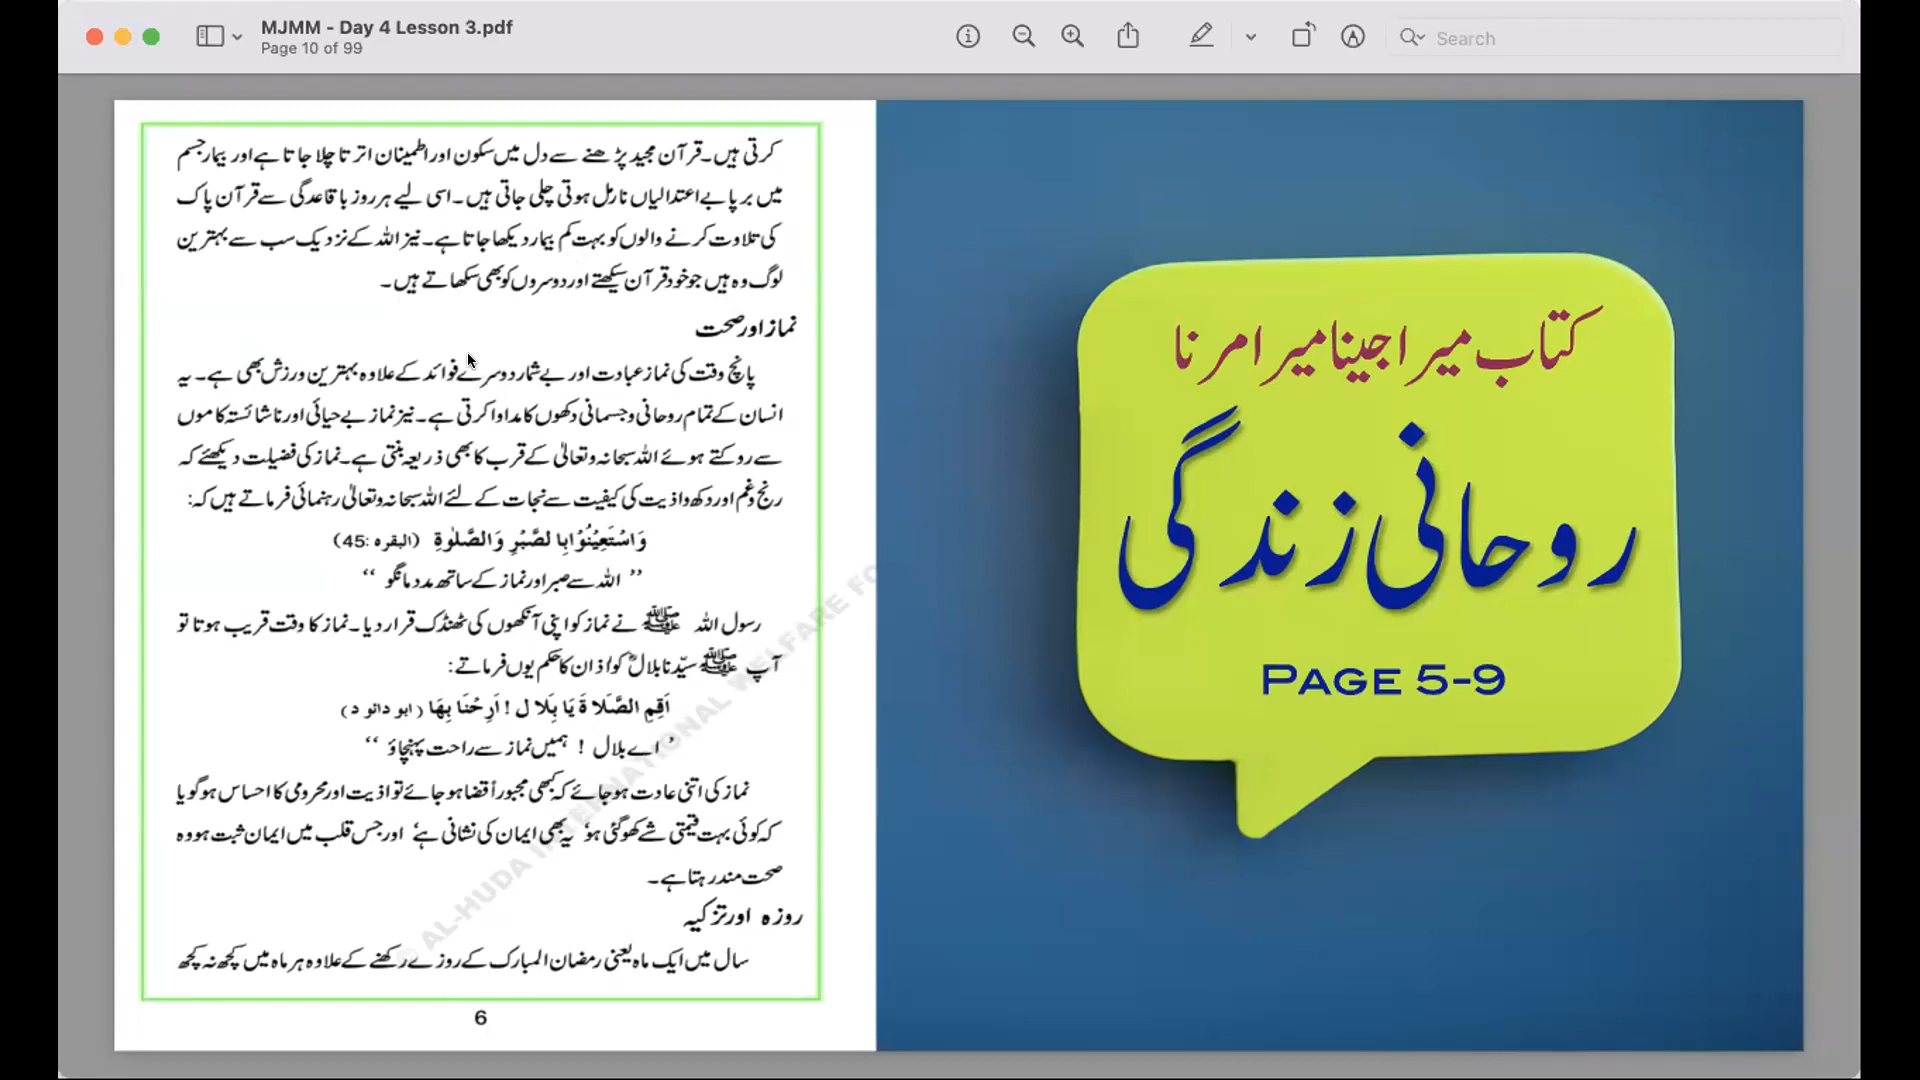 MJMM - Day 4 Lesson 3.pdf
Page 10 of 99
Search
کرتی ہیں۔ قرآن مجید پڑھنے سے دل میں سکون اور اطمینان اترتا چلا جاتا ہے اور بیمار جسم
میں برپا بے اعتدالیاں نارمل ہوتی چلی جاتی ہیں۔ اسی لیے ہر روز باقاعدگی سے قرآن پاک
کی تلاوت کرنے والوں کو بہت کم بیمار دیکھا جاتا ہے۔ نیز اللہ کے نزدیک سب سے بہترین
لوگ وہ ہیں جو خود قرآن سیکھتے اور دوسروں کو بھی سکھاتے ہیں۔
نماز اور صحت
پانچ وقت کی نماز عبادت اور بے شمار دوسرے فوائد کے علاوہ بہترین ورزش بھی ہے۔ یہ
انسان کے تمام روحانی و جسمانی دکھوں کا مداوا کرتی ہے۔ نیز نماز بے حیائی اور ناشائستہ کاموں
سے روکتے ہوئے اللہ سبحانہ وتعالیٰ کے قرب کا بھی ذریعہ بنتی ہے۔ نماز کی فضیلت دیکھئے کہ
رنج و غم اور دکھ و اذیت کی کیفیت سے نجات کے لئے اللہ سبحانہ وتعالیٰ رہنمائی فرماتے ہیں کہ:
وَاسْتَعِيْنُوْا بِا لصَّبْرِ وَالصَّلٰوةِ (البقرہ :45)
”اللہ سے صبر اور نماز کے ساتھ مدد مانگو“
رسول اللہ ﷺ نے نماز کو اپنی آنکھوں کی ٹھنڈک قرار دیا۔ نماز کا وقت قریب ہوتا تو
آپ ﷺ سیّدنا بلالؓ کو اذان کا حکم یوں فرماتے:
اَقِمِ الصَّلَا ةَ يَا بِلَا ل ! اَرِحْنَا بِهَا (ابو دائو د)
’اے بلال ! ہمیں نماز سے راحت پہنچاؤ“
نماز کی اتنی عادت ہو جائے کہ کبھی مجبوراً قضا ہو جائے تو اذیت اور محرومی کا احساس ہو گویا
کہ کوئی بہت قیمتی شے کھو گئی ہو‘ یہ بھی ایمان کی نشانی ہے‘ اور جس قلب میں ایمان ثبت ہو وہ
صحت مند رہتا ہے۔
روزہ اور تزکیہ
سال میں ایک ماہ یعنی رمضان المبارک کے روزے رکھنے کے علاوہ ہر ماہ میں کچھ نہ کچھ
6
© AL-HUDA INTERNATIONAL WELFARE FO
کتاب میرا جینا میرا مرنا
روحانی زندگی
PAGE 5-9